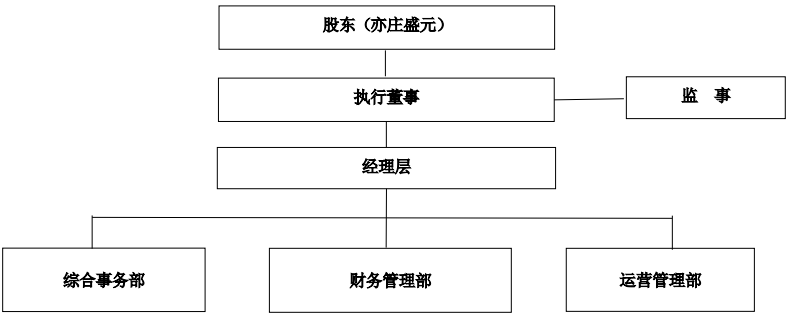 股东（亦庄盛元）
执行董事
监 事
经理层
综合事务部
财务管理部
运营管理部